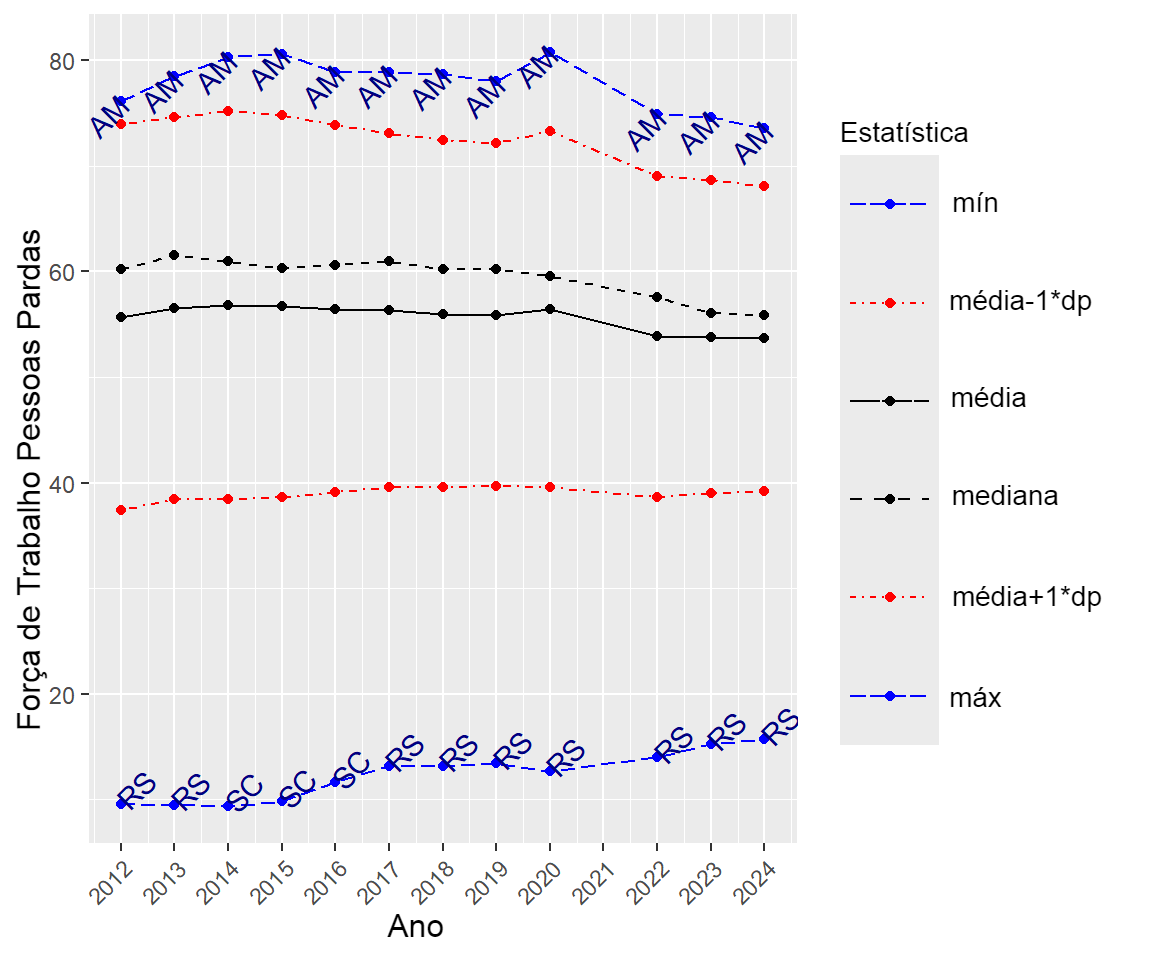 Força de Trabalho Pessoas Pardas
80
60
40
20
AM AM AM AM AM AM AM AM AM AM AM AM
RS RS SC SC SC RS RS RS RS RS RS RS
2012 2013 2014 2015 2016 2017 2018 2019 2020 2021 2022 2023 2024
Ano
Estatística
mín
média-1*dp
média
mediana
média+1*dp
máx